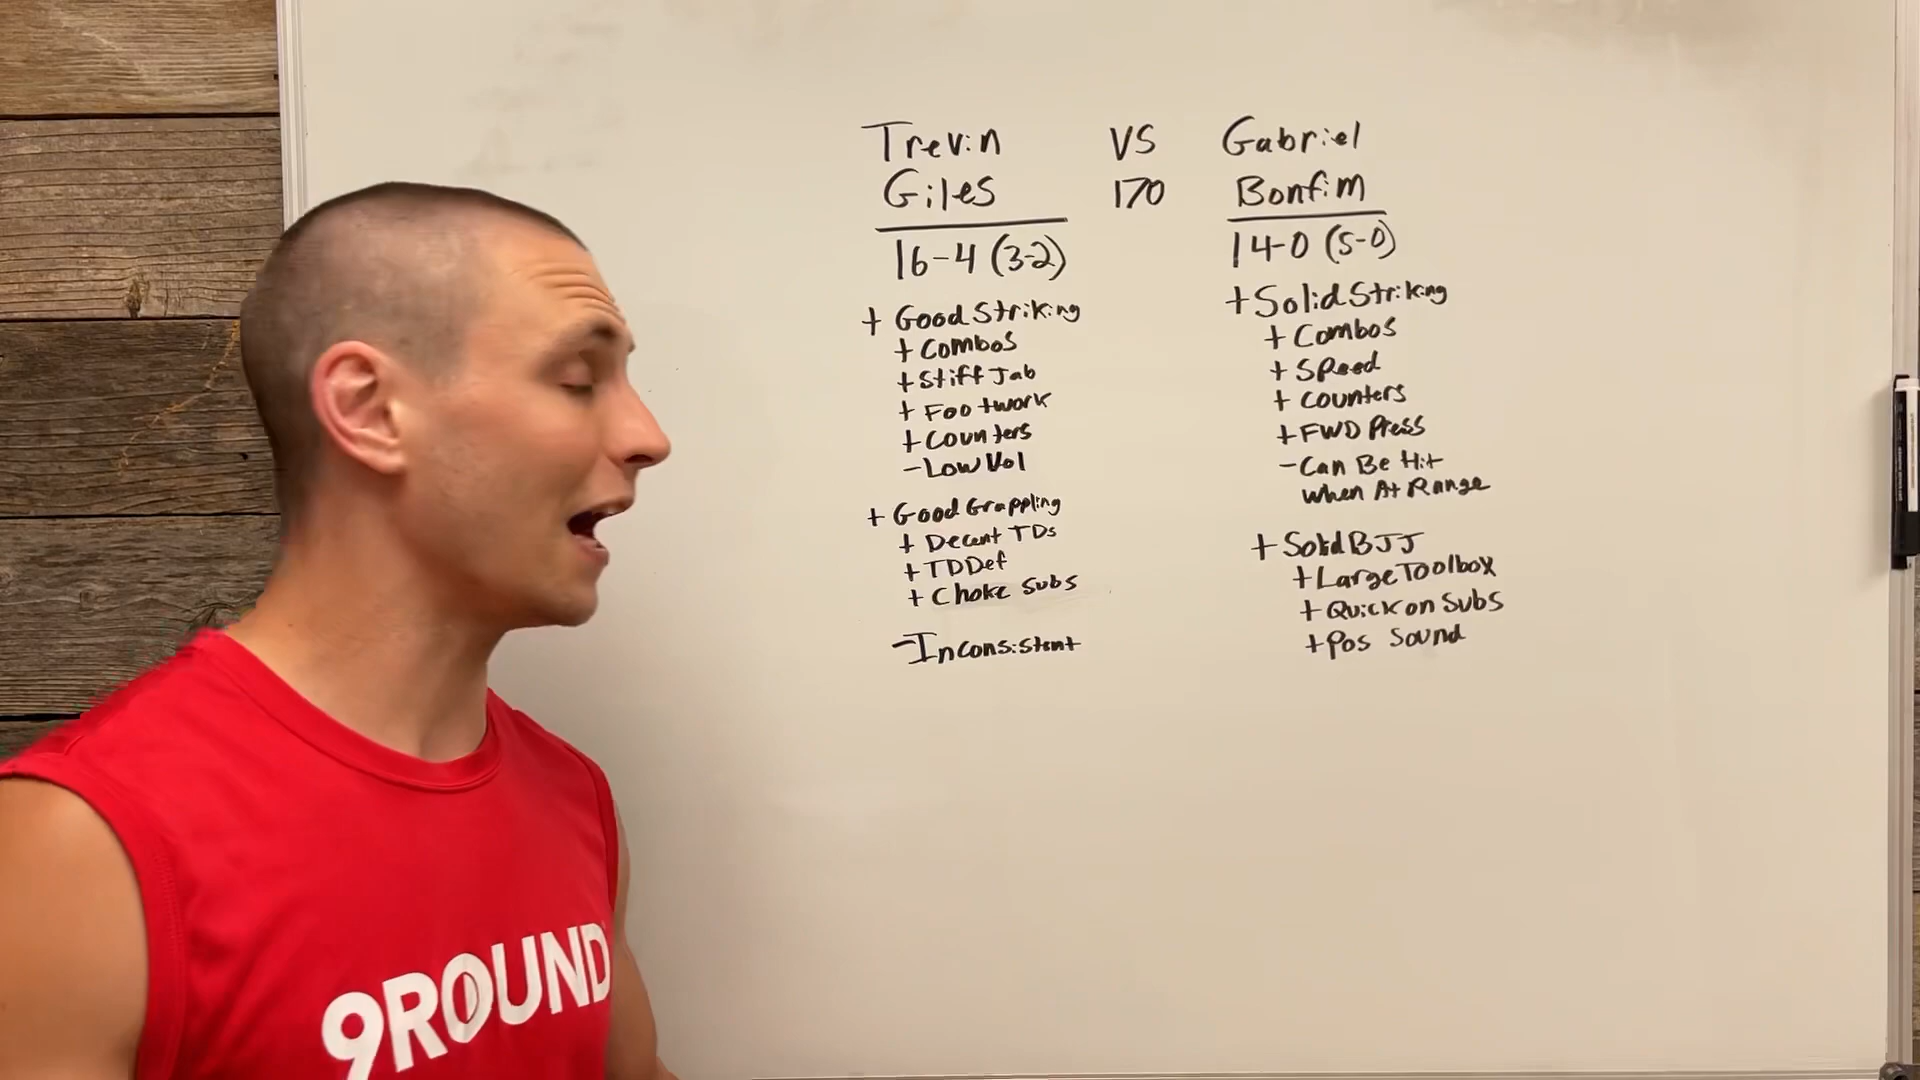 Trevin VS Gabriel
Giles 170 Bonfim
16-4 (3-2)
+ Good Striking
+ Combos
+ Stiff Jab
+ Footwork
+ Counters
- Low Vol
+ Good Grappling
+ Decent TDs
+ TD Def
+ Choke Subs
- Inconsistent
14-0 (5-0)
+ Solid Striking
+ Combos
+ Speed
+ Counters
+ FWD Press
- Can Be Hit
When At Range
+ Solid BJJ
+ Large Toolbox
+ Quick on Subs
+ Pos Sound
9ROUND